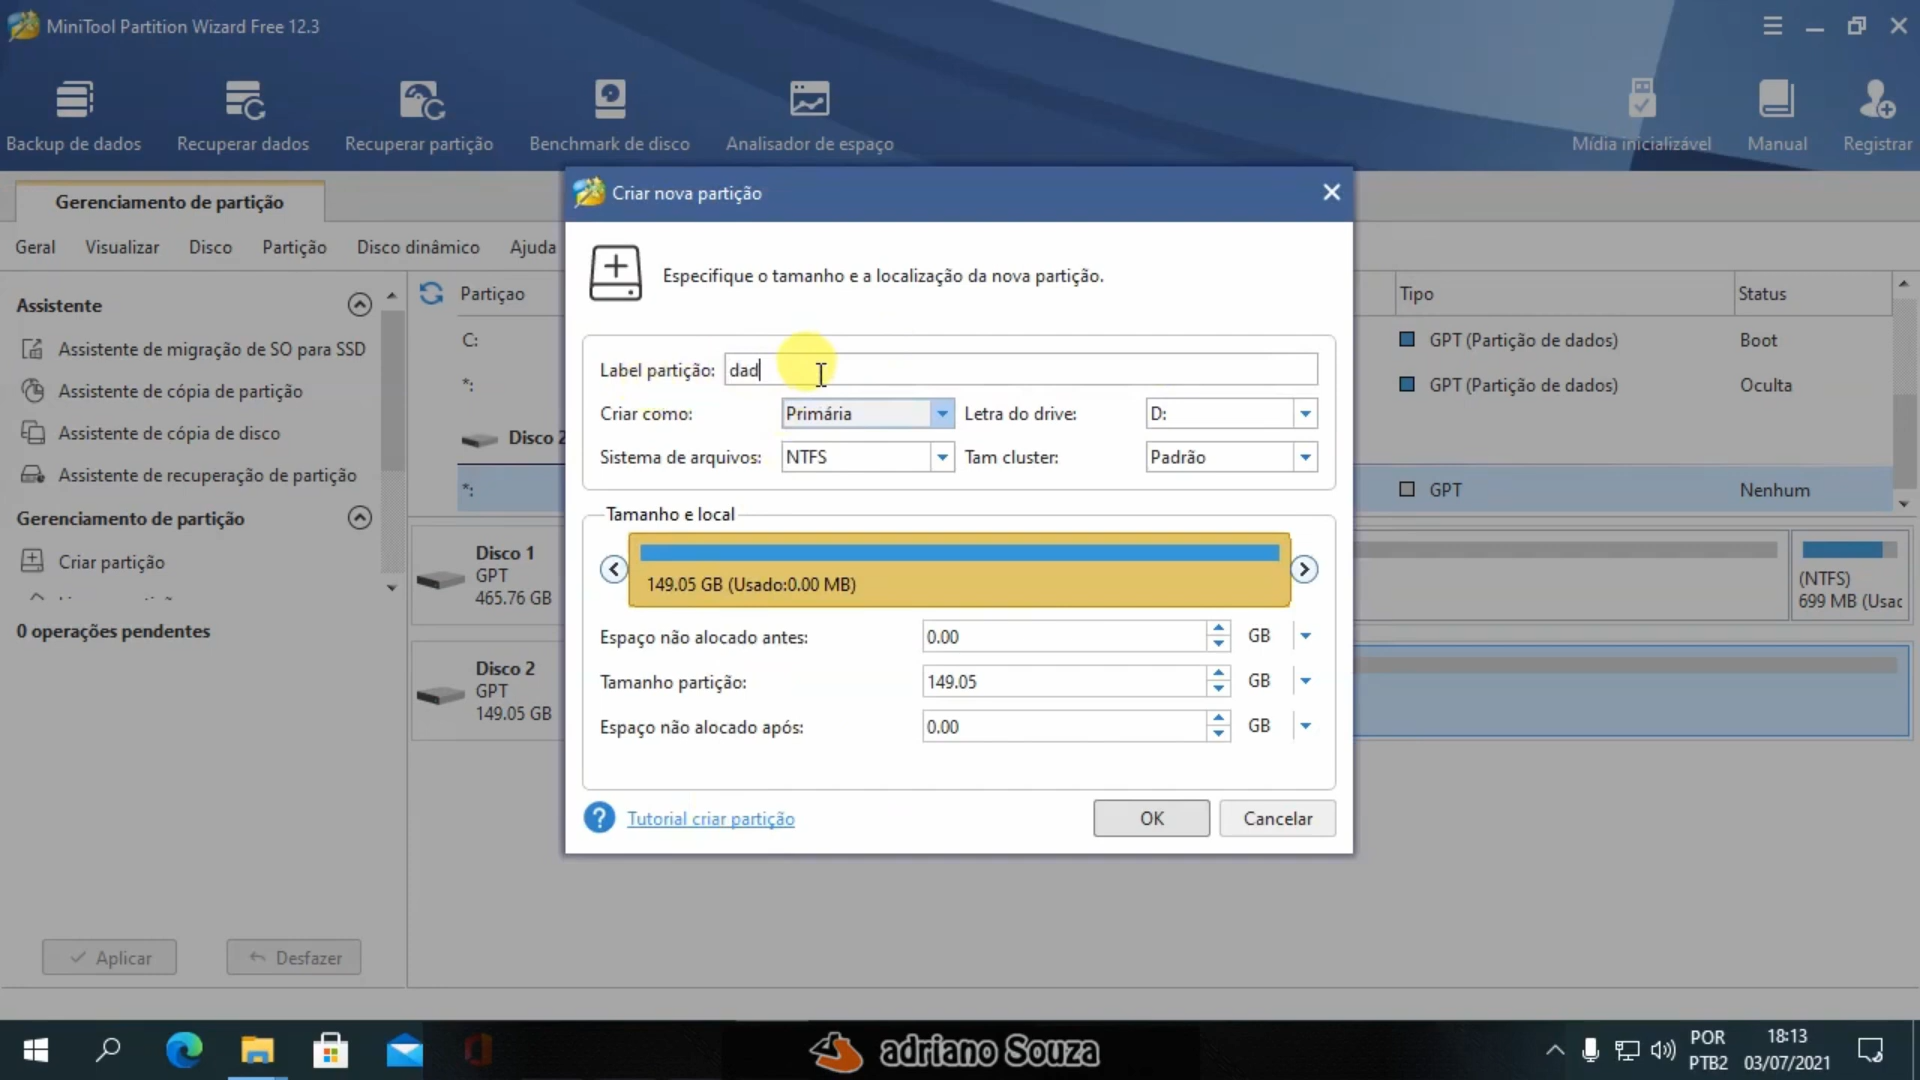 MiniTool Partition Wizard Free 12.3
Backup de dados
Recuperar dados
Recuperar partição
Benchmark de disco
Analisador de espaço
Mídia inicializável
Manual
Registrar
Gerenciamento de partição
Geral
Visualizar
Disco
Partição
Disco dinâmico
Ajuda
Assistente
Assistente de migração de SO para SSD
Assistente de cópia de partição
Assistente de cópia de disco
Assistente de recuperação de partição
Gerenciamento de partição
Criar partição
0 operações pendentes
Aplicar
Desfazer
Partiçao
Tipo
Status
C:
GPT (Partição de dados)
Boot
*:
GPT (Partição de dados)
Oculta
Disco 2
*:
GPT
Nenhum
Disco 1
GPT
465.76 GB
(NTFS)
699 MB (Usac
Disco 2
GPT
149.05 GB
Criar nova partição
Especifique o tamanho e a localização da nova partição.
Label partição: dad
Criar como: Primária Letra do drive: D:
Sistema de arquivos: NTFS Tam cluster: Padrão
Tamanho e local
149.05 GB (Usado:0.00 MB)
Espaço não alocado antes: 0.00 GB
Tamanho partição: 149.05 GB
Espaço não alocado após: 0.00 GB
? Tutorial criar partição
OK
Cancelar
adriano Souza
POR
PTB2
18:13
03/07/2021